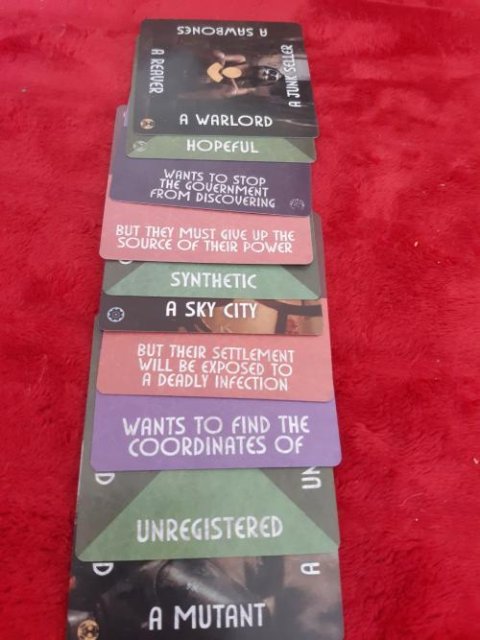 A SAWBONES
A REAVER
A JUNK SELLER
A WARLORD
HOPEFUL
WANTS TO STOP
THE GOVERNMENT
FROM DISCOVERING
BUT THEY MUST GIVE UP THE
SOURCE OF THEIR POWER
SYNTHETIC
A SKY CITY
BUT THEIR SETTLEMENT
WILL BE EXPOSED TO
A DEADLY INFECTION
WANTS TO FIND THE
COORDINATES OF
UN
UNREGISTERED
A MUTANT